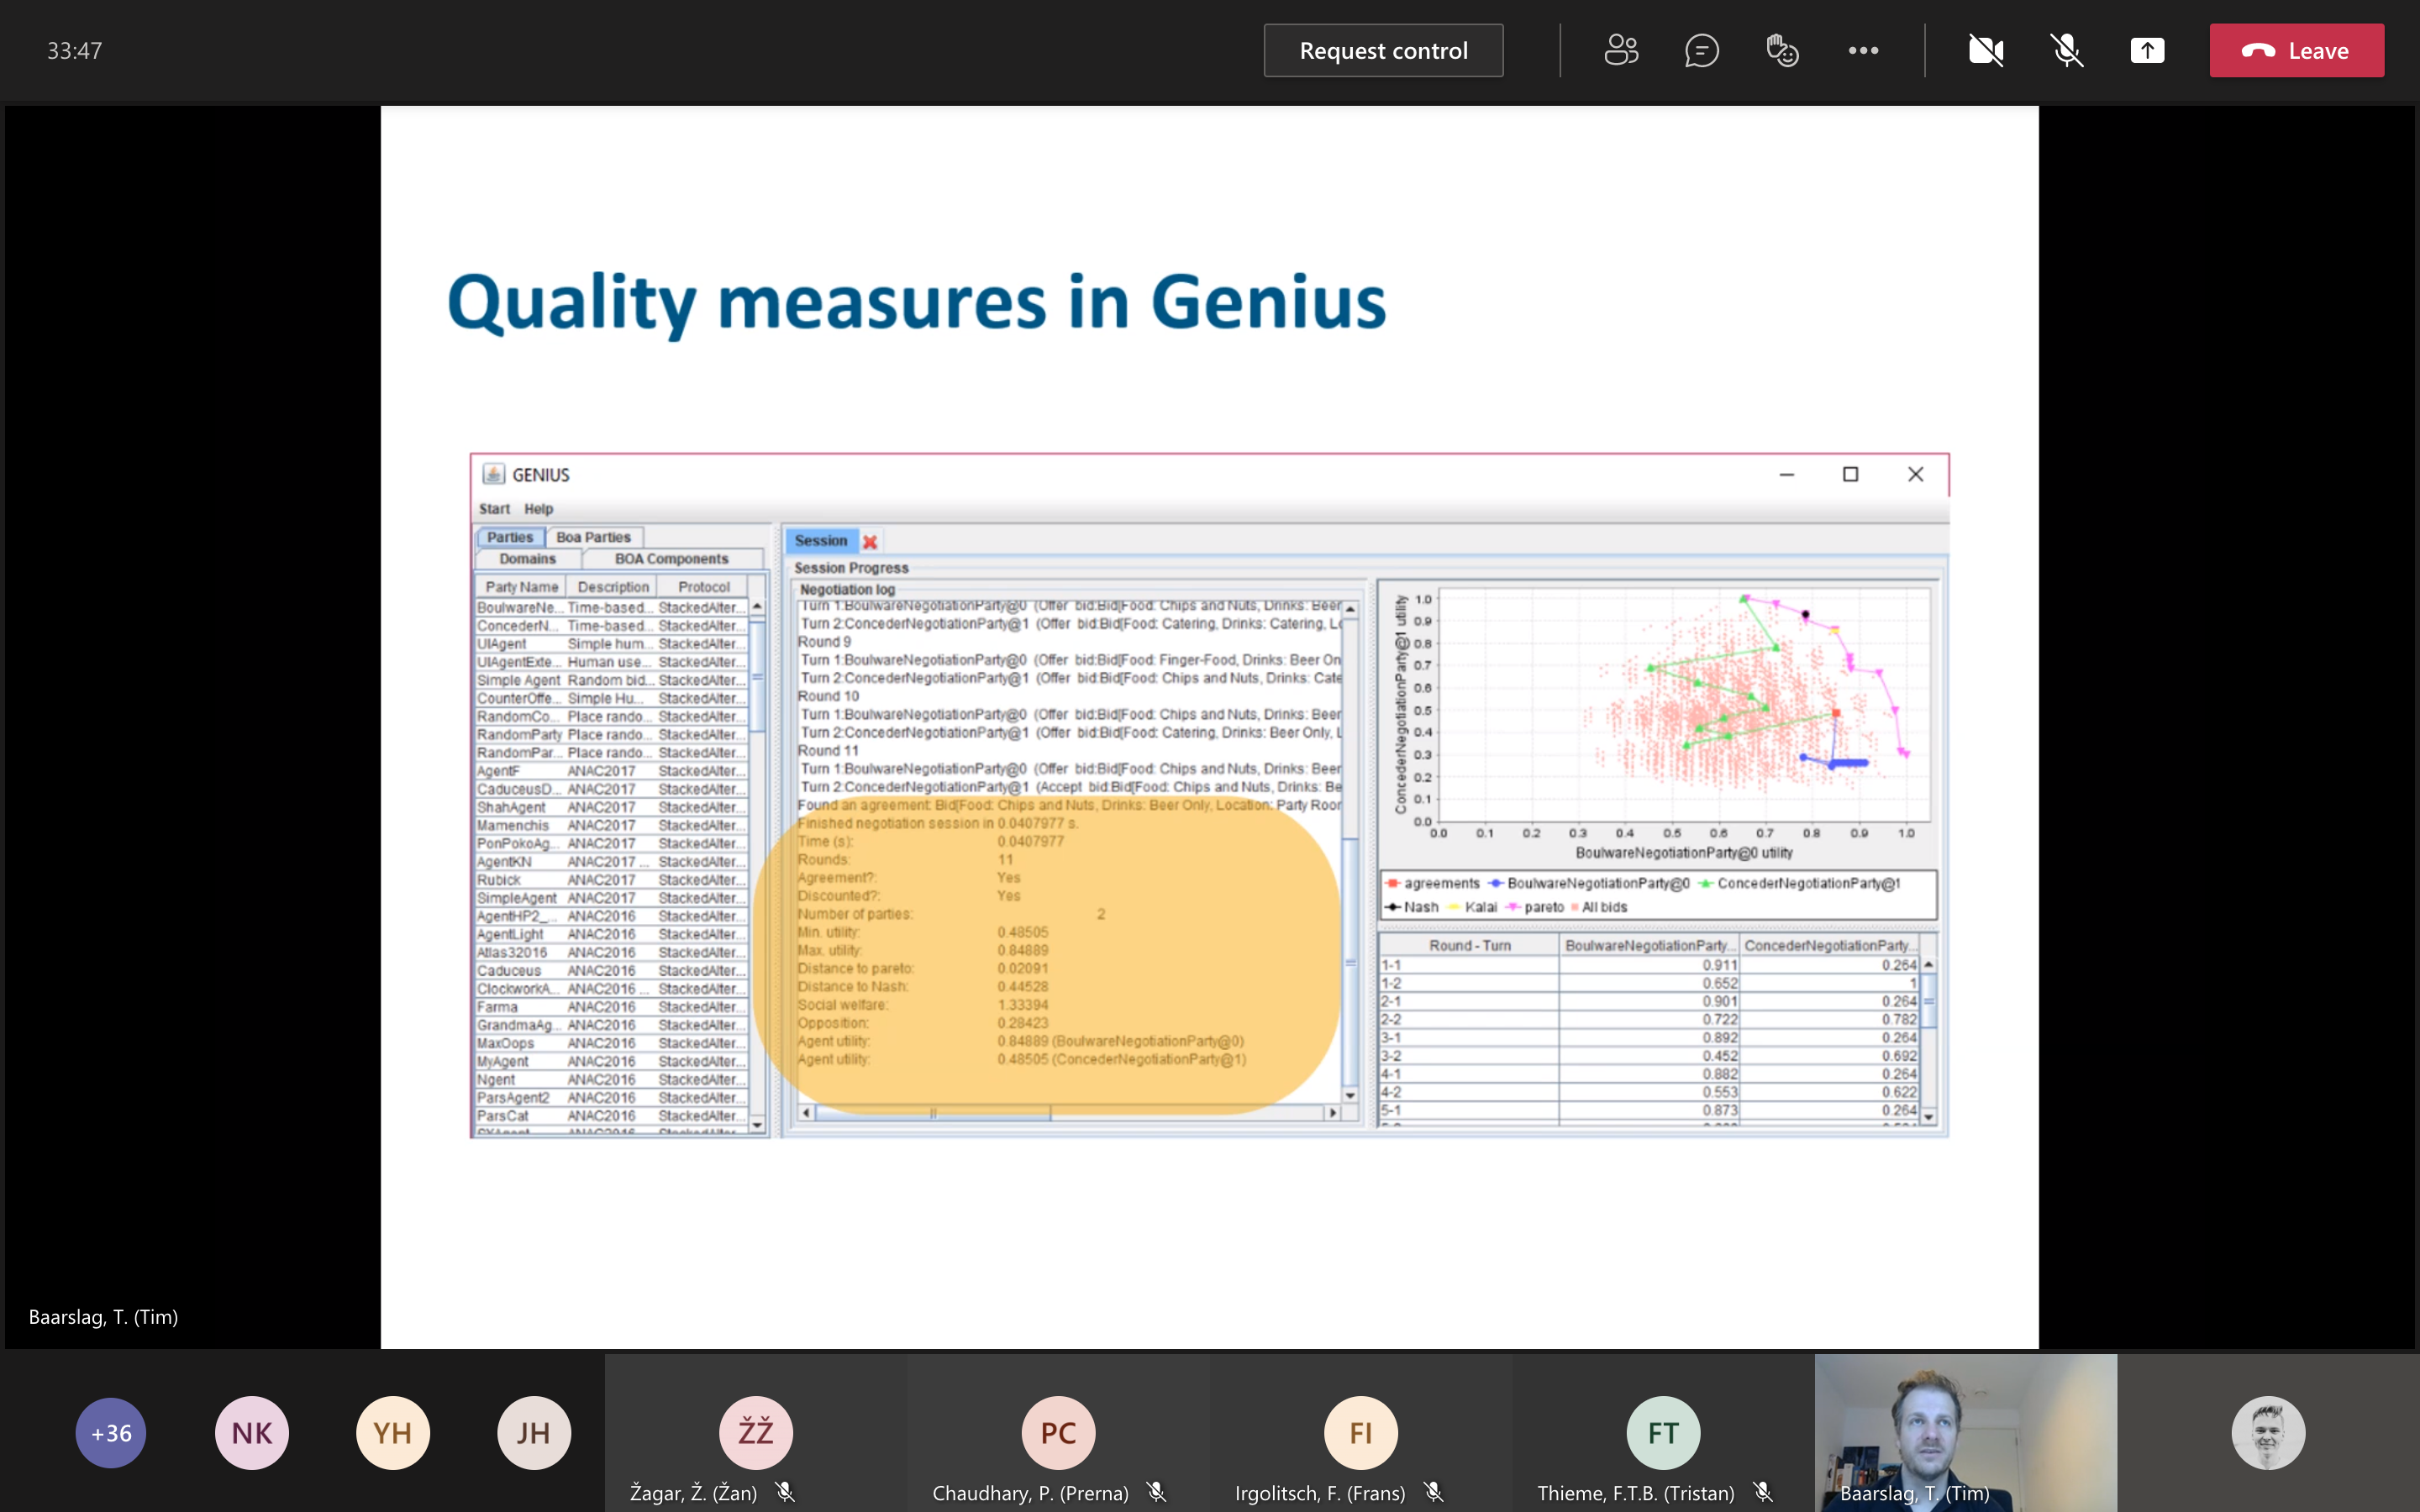 33:47
Request control
Leave
Quality measures in Genius
GENIUS
Start Help
Parties Boa Parties
Domains BOA Components
Party Name Description Protocol
BoulwareNe... Time-based... StackedAlter...
ConcederN... Time-based... StackedAlter...
UIAgent Simple hum... StackedAlter...
UIAgentExte... Human use... StackedAlter...
Simple Agent Random bid... StackedAlter...
CounterOffe... Simple Hu... StackedAlter...
RandomCo... Place rando... StackedAlter...
RandomParty Place rando... StackedAlter...
RandomPar... Place rando... StackedAlter...
AgentF ANAC2017 StackedAlter...
CaduceusD... ANAC2017 StackedAlter...
ShahAgent ANAC2017 StackedAlter...
Mamenchis ANAC2017 StackedAlter...
PonPokoAg... ANAC2017 StackedAlter...
AgentKN ANAC2017 ... StackedAlter...
Rubick ANAC2017 StackedAlter...
SimpleAgent ANAC2017 StackedAlter...
AgentHP2_... ANAC2016 StackedAlter...
AgentLight ANAC2016 StackedAlter...
Atlas32016 ANAC2016 StackedAlter...
Caduceus ANAC2016 StackedAlter...
ClockworkA... ANAC2016 ... StackedAlter...
Farma ANAC2016 StackedAlter...
GrandmaAg... ANAC2016 StackedAlter...
MaxOops ANAC2016 StackedAlter...
MyAgent ANAC2016 StackedAlter...
Ngent ANAC2016 StackedAlter...
ParsAgent2 ANAC2016 StackedAlter...
ParsCat ANAC2016 StackedAlter...
Session
Session Progress
Negotiation log
Turn 1:BoulwareNegotiationParty@0 (Offer bid:Bid[Food: Chips and Nuts, Drinks: Beer
Turn 2:ConcederNegotiationParty@1 (Offer bid:Bid[Food: Catering, Drinks: Catering, Lo
Round 9
Turn 1:BoulwareNegotiationParty@0 (Offer bid:Bid[Food: Finger-Food, Drinks: Beer On
Turn 2:ConcederNegotiationParty@1 (Offer bid:Bid[Food: Chips and Nuts, Drinks: Cate
Round 10
Turn 1:BoulwareNegotiationParty@0 (Offer bid:Bid[Food: Chips and Nuts, Drinks: Beer
Turn 2:ConcederNegotiationParty@1 (Offer bid:Bid[Food: Catering, Drinks: Beer Only, L
Round 11
Turn 1:BoulwareNegotiationParty@0 (Offer bid:Bid[Food: Chips and Nuts, Drinks: Beer
Turn 2:ConcederNegotiationParty@1 (Accept bid:Bid[Food: Chips and Nuts, Drinks: Be
Found an agreement: Bid[Food: Chips and Nuts, Drinks: Beer Only, Location: Party Roor
Finished negotiation session in 0.0407977 s.
Time (s): 0.0407977
Rounds: 11
Agreement?: Yes
Discounted?: Yes
Number of parties: 2
Min. utility: 0.48505
Max. utility: 0.84889
Distance to pareto: 0.02091
Distance to Nash: 0.44528
Social welfare: 1.33394
Opposition: 0.28423
Agent utility: 0.84889 (BoulwareNegotiationParty@0)
Agent utility: 0.48505 (ConcederNegotiationParty@1)
ConcederNegotiationParty@1 utility
1.0
0.9
0.8
0.7
0.6
0.5
0.4
0.3
0.2
0.1
0.0
0.0 0.1 0.2 0.3 0.4 0.5 0.6 0.7 0.8 0.9 1.0
BoulwareNegotiationParty@0 utility
agreements BoulwareNegotiationParty@0 ConcederNegotiationParty@1
Nash Kalai pareto All bids
Round - Turn BoulwareNegotiationParty... ConcederNegotiationParty...
1-1 0.911 0.264
1-2 0.652 1
2-1 0.901 0.264
2-2 0.722 0.782
3-1 0.892 0.264
3-2 0.452 0.692
4-1 0.882 0.264
4-2 0.553 0.622
5-1 0.873 0.264
Baarslag, T. (Tim)
+36
NK
YH
JH
ŽŽ
PC
FI
FT
Žagar, Ž. (Žan)
Chaudhary, P. (Prerna)
Irgolitsch, F. (Frans)
Thieme, F.T.B. (Tristan)
Baarslag, T. (Tim)